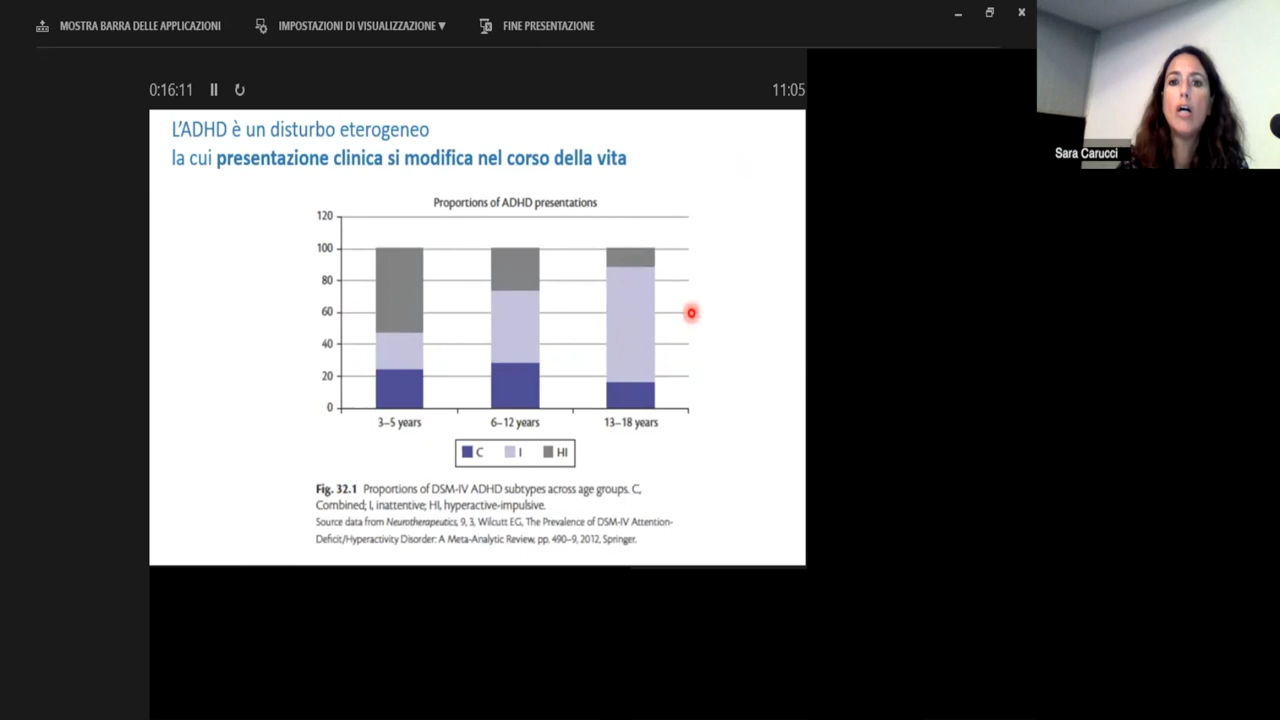 MOSTRA BARRA DELLE APPLICAZIONI
IMPOSTAZIONI DI VISUALIZZAZIONE ▼
FINE PRESENTAZIONE
0:16:11
11:05
Sara Carucci
L'ADHD è un disturbo eterogeneo
la cui presentazione clinica si modifica nel corso della vita
Proportions of ADHD presentations
120
100
80
60
40
20
0
3–5 years
6–12 years
13–18 years
C
I
HI
Fig. 32.1 Proportions of DSM-IV ADHD subtypes across age groups. C,
Combined; I, inattentive; HI, hyperactive-impulsive.
Source data from Neurotherapeutics, 9, 3, Wilcutt EG, The Prevalence of DSM-IV Attention-
Deficit/Hyperactivity Disorder: A Meta-Analytic Review, pp. 490–9, 2012, Springer.